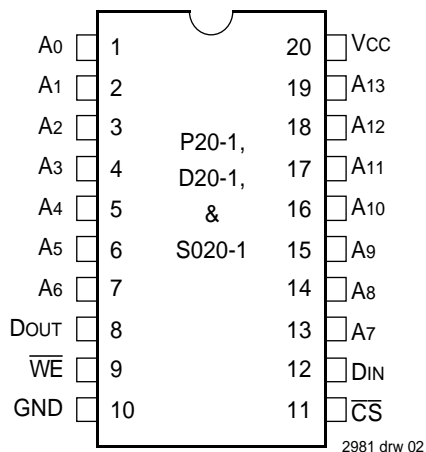 A0 1 20 VCC
A1 2 19 A13
A2 3 18 A12
P20-1,
A3 4 17 A11
D20-1,
A4 5 & 16 A10
A5 6 S020-1 15 A9
A6 7 14 A8
DOUT 8 13 A7
WE 9 12 DIN
GND 10 11 CS
2981 drw 02